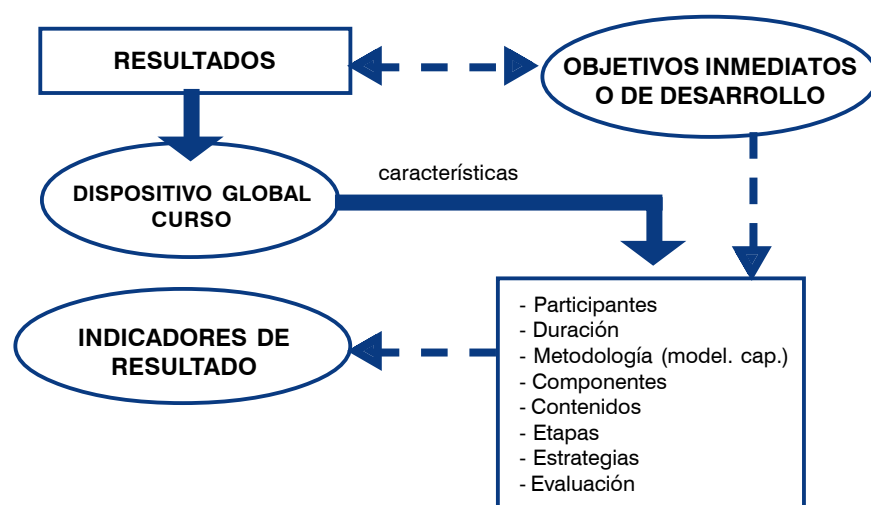 RESULTADOS
OBJETIVOS INMEDIATOS
O DE DESARROLLO
características
DISPOSITIVO GLOBAL
CURSO
- Participantes
- Duración
- Metodología (model. cap.)
- Componentes
- Contenidos
- Etapas
- Estrategias
- Evaluación
INDICADORES DE
RESULTADO